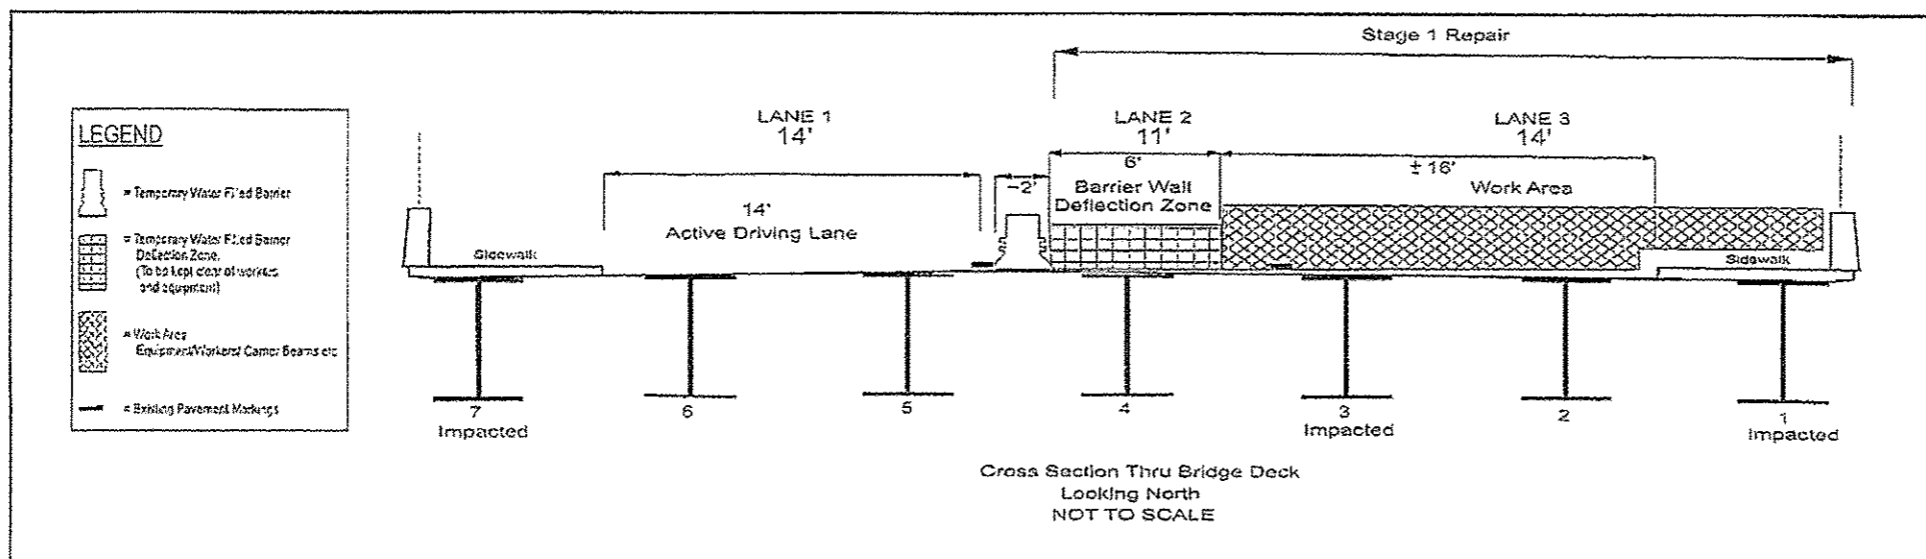 Stage 1 Repair
LEGEND
= Temporary Water Filled Barrier
= Temporary Water Filled Barrier
Deflection Zone.
(To be kept clear of workers
and equipment)
= Work Area
Equipment/Workers/ Carrier Beams etc
= Existing Pavement Markings
LANE 1
14'
LANE 2
11'
LANE 3
14'
14'
Active Driving Lane
~2'
6'
Barrier Wall
Deflection Zone
± 16'
Work Area
Sidewalk
Sidewalk
7
Impacted
6
5
4
3
Impacted
2
1
Impacted
Cross Section Thru Bridge Deck
Looking North
NOT TO SCALE